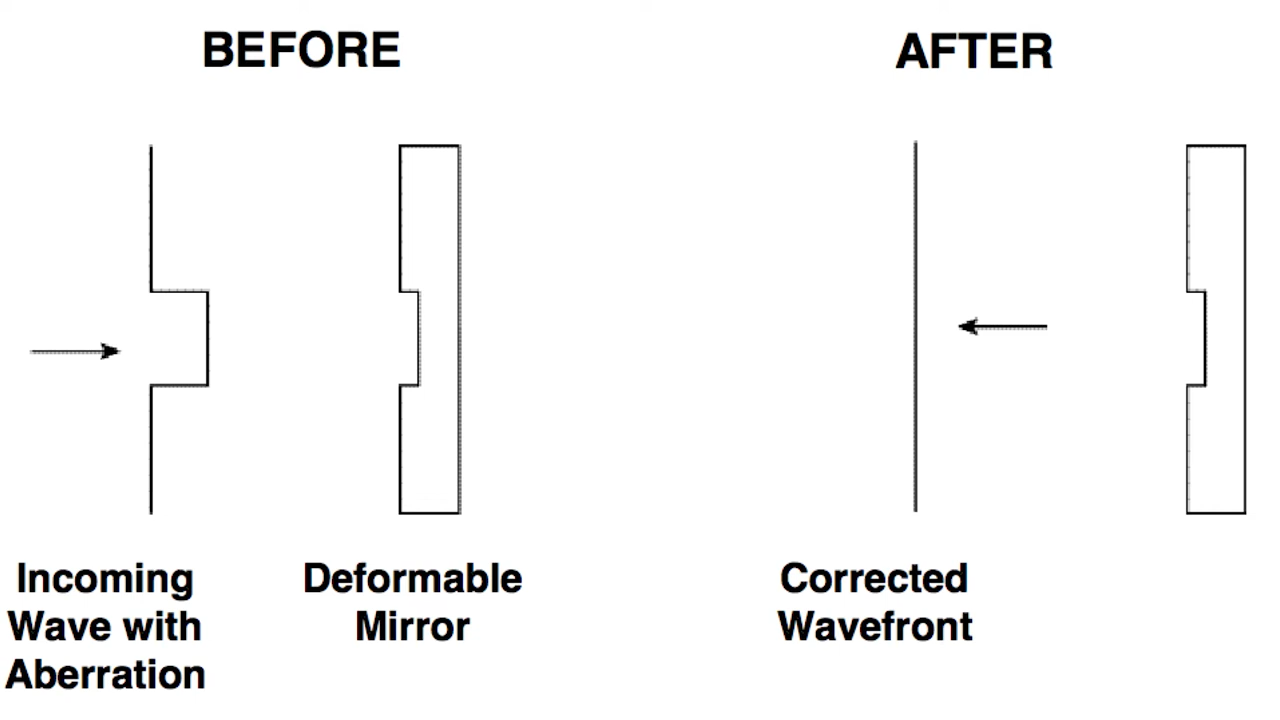 BEFORE
AFTER
Incoming
Wave with
Aberration
Deformable
Mirror
Corrected
Wavefront